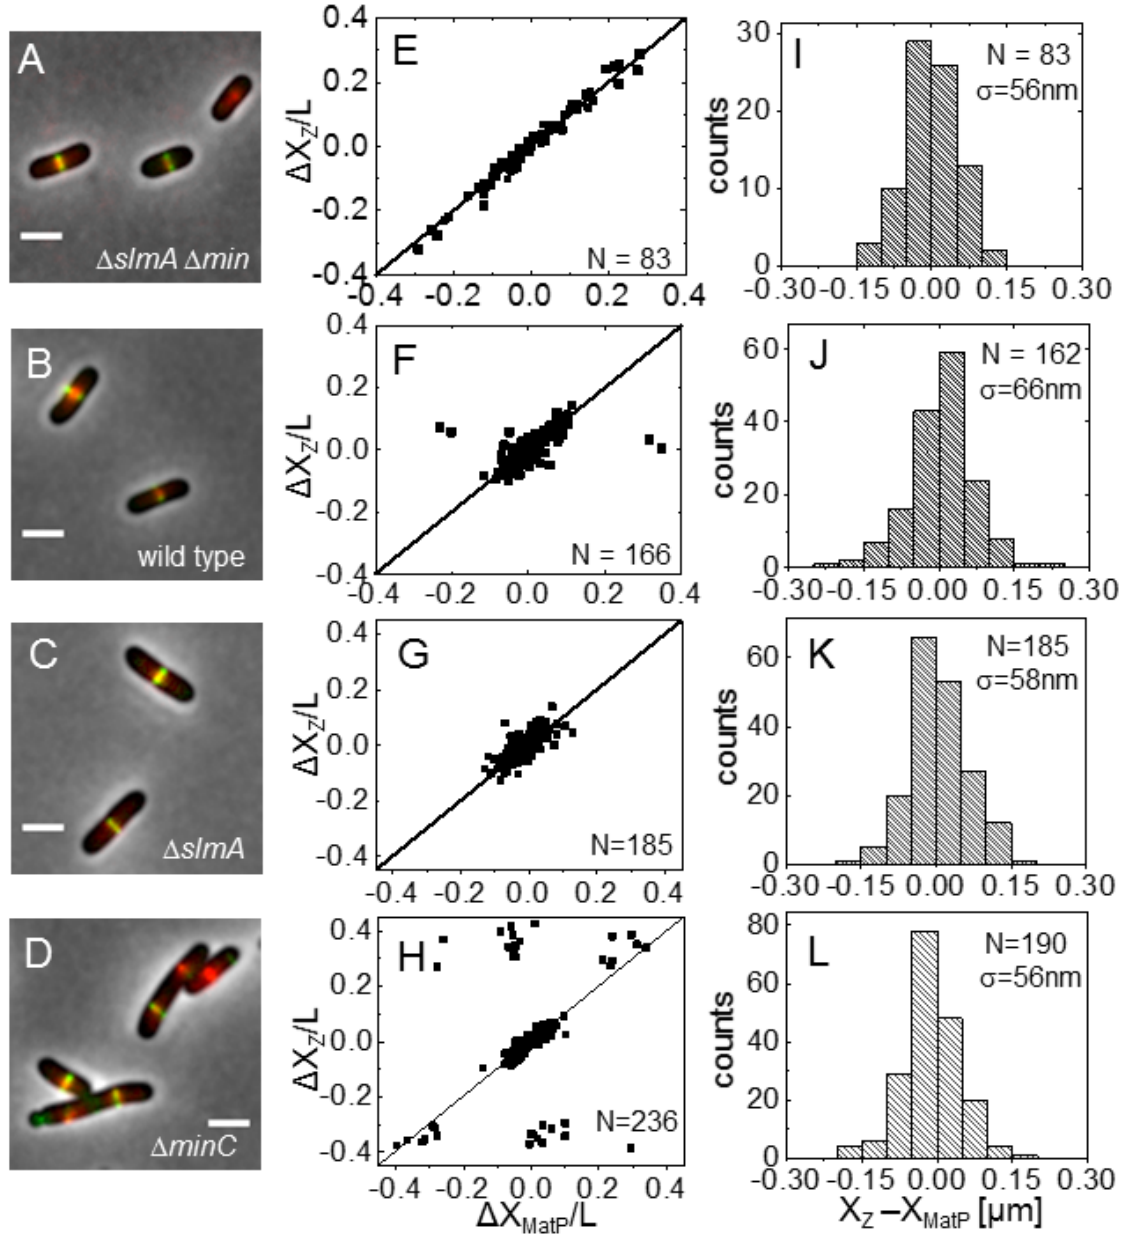 A
ΔslmA Δmin
E
ΔX_Z/L
0.4
0.2
0.0
-0.2
-0.4
N = 83
-0.4 -0.2 0.0 0.2 0.4
I
N = 83
σ=56nm
counts
30
20
10
0
-0.30 -0.15 0.00 0.15 0.30
B
wild type
F
ΔX_Z/L
0.4
0.2
0.0
-0.2
-0.4
N = 166
-0.4 -0.2 0.0 0.2 0.4
J
N = 162
σ=66nm
counts
60
40
20
0
-0.30 -0.15 0.00 0.15 0.30
C
ΔslmA
G
ΔX_Z/L
0.4
0.2
0.0
-0.2
-0.4
N=185
-0.4 -0.2 0.0 0.2 0.4
K
N=185
σ=58nm
counts
60
40
20
0
-0.30 -0.15 0.00 0.15 0.30
D
ΔminC
H
ΔX_Z/L
0.4
0.2
0.0
-0.2
-0.4
N=236
-0.4 -0.2 0.0 0.2 0.4
ΔX_MatP/L
L
N=190
σ=56nm
counts
80
60
40
20
0
-0.30 -0.15 0.00 0.15 0.30
X_Z –X_MatP [μm]